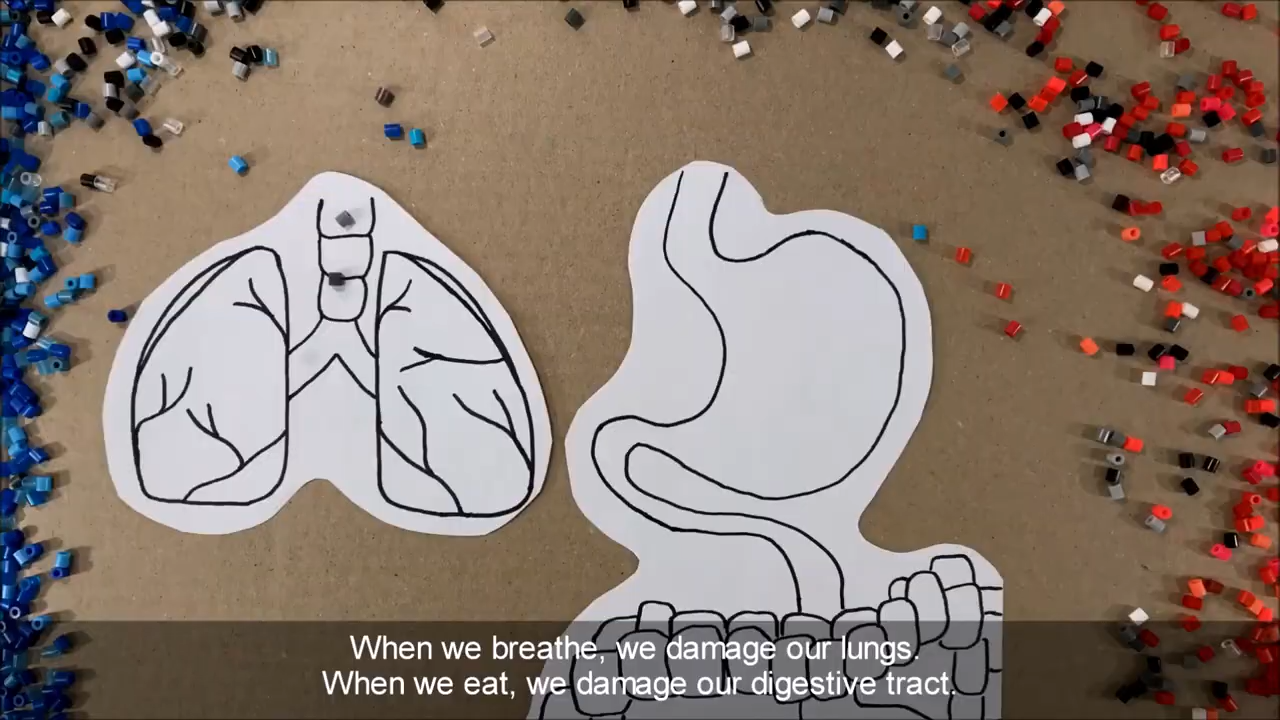 When we breathe, we damage our lungs.
When we eat, we damage our digestive tract.